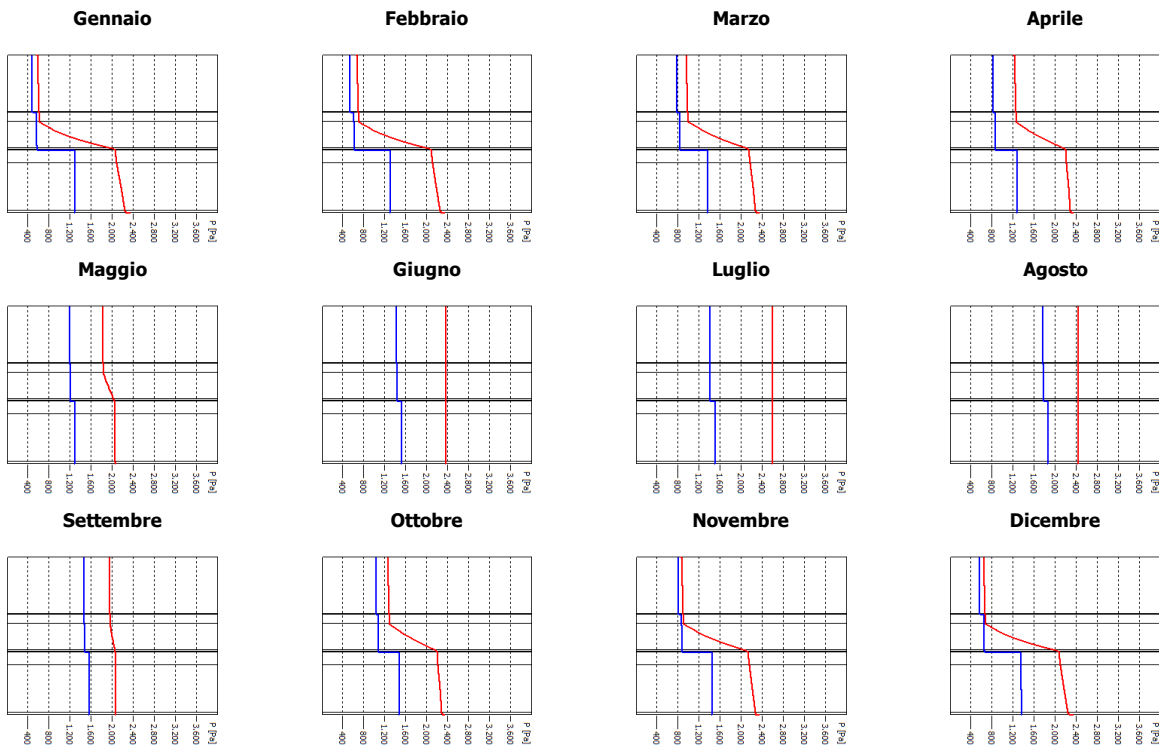 Gennaio Febbraio Marzo Aprile
400 800 1.200 1.600 2.000 2.400 2.800 3.200 3.600 P [Pa] 400 800 1.200 1.600 2.000 2.400 2.800 3.200 3.600 P [Pa] 400 800 1.200 1.600 2.000 2.400 2.800 3.200 3.600 P [Pa] 400 800 1.200 1.600 2.000 2.400 2.800 3.200 3.600 P [Pa]
Maggio Giugno Luglio Agosto
400 800 1.200 1.600 2.000 2.400 2.800 3.200 3.600 P [Pa] 400 800 1.200 1.600 2.000 2.400 2.800 3.200 3.600 P [Pa] 400 800 1.200 1.600 2.000 2.400 2.800 3.200 3.600 P [Pa] 400 800 1.200 1.600 2.000 2.400 2.800 3.200 3.600 P [Pa]
Settembre Ottobre Novembre Dicembre
400 800 1.200 1.600 2.000 2.400 2.800 3.200 3.600 P [Pa] 400 800 1.200 1.600 2.000 2.400 2.800 3.200 3.600 P [Pa] 400 800 1.200 1.600 2.000 2.400 2.800 3.200 3.600 P [Pa] 400 800 1.200 1.600 2.000 2.400 2.800 3.200 3.600 P [Pa]